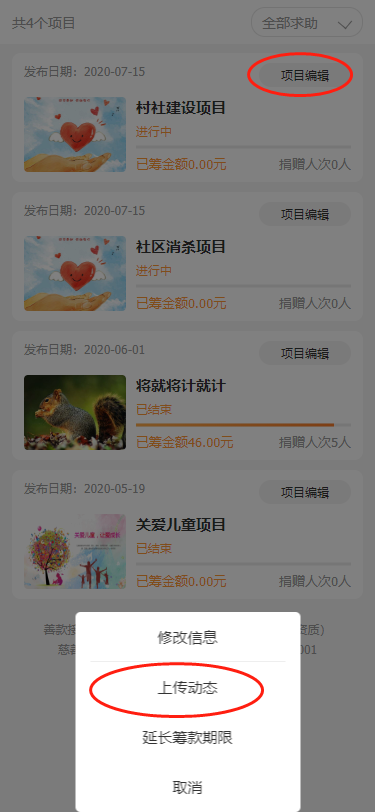 共4个项目
全部求助
发布日期：2020-07-15
项目编辑
村社建设项目
进行中
已筹金额0.00元
捐赠人次0人
发布日期：2020-07-15
项目编辑
社区消杀项目
进行中
已筹金额0.00元
捐赠人次0人
发布日期：2020-06-01
项目编辑
将就将计就计
已结束
已筹金额46.00元
捐赠人次5人
发布日期：2020-05-19
项目编辑
关爱儿童项目
已结束
已筹金额0.00元
捐赠人次0人
善款接
资质）
慈善
001
修改信息
上传动态
延长筹款期限
取消